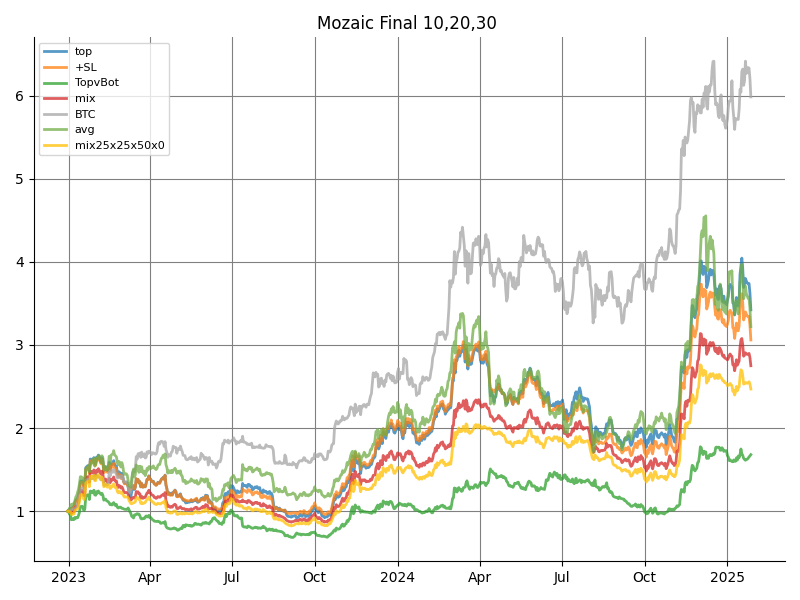 Mozaic Final 10,20,30
top
+SL
TopvBot
mix
BTC
avg
mix25x25x50x0
6
5
4
3
2
1
2023
Apr
Jul
Oct
2024
Apr
Jul
Oct
2025